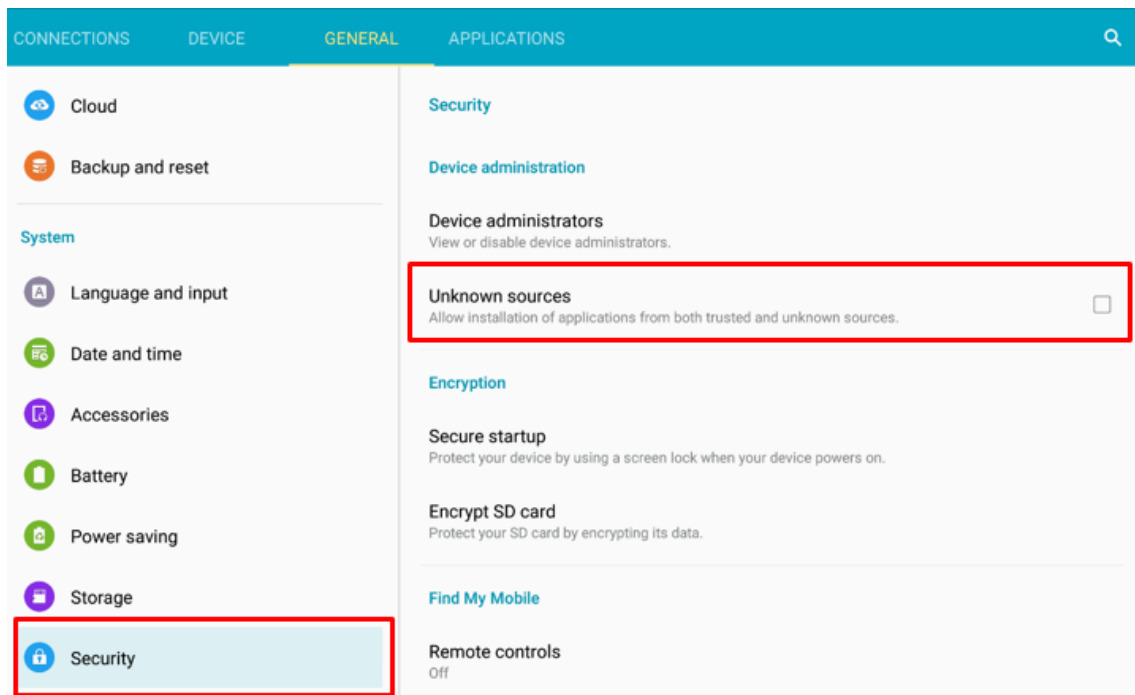 CONNECTIONS DEVICE GENERAL APPLICATIONS
Cloud
Backup and reset
System
Language and input
Date and time
Accessories
Battery
Power saving
Storage
Security
Security
Device administration
Device administrators
View or disable device administrators.
Unknown sources
Allow installation of applications from both trusted and unknown sources.
Encryption
Secure startup
Protect your device by using a screen lock when your device powers on.
Encrypt SD card
Protect your SD card by encrypting its data.
Find My Mobile
Remote controls
Off